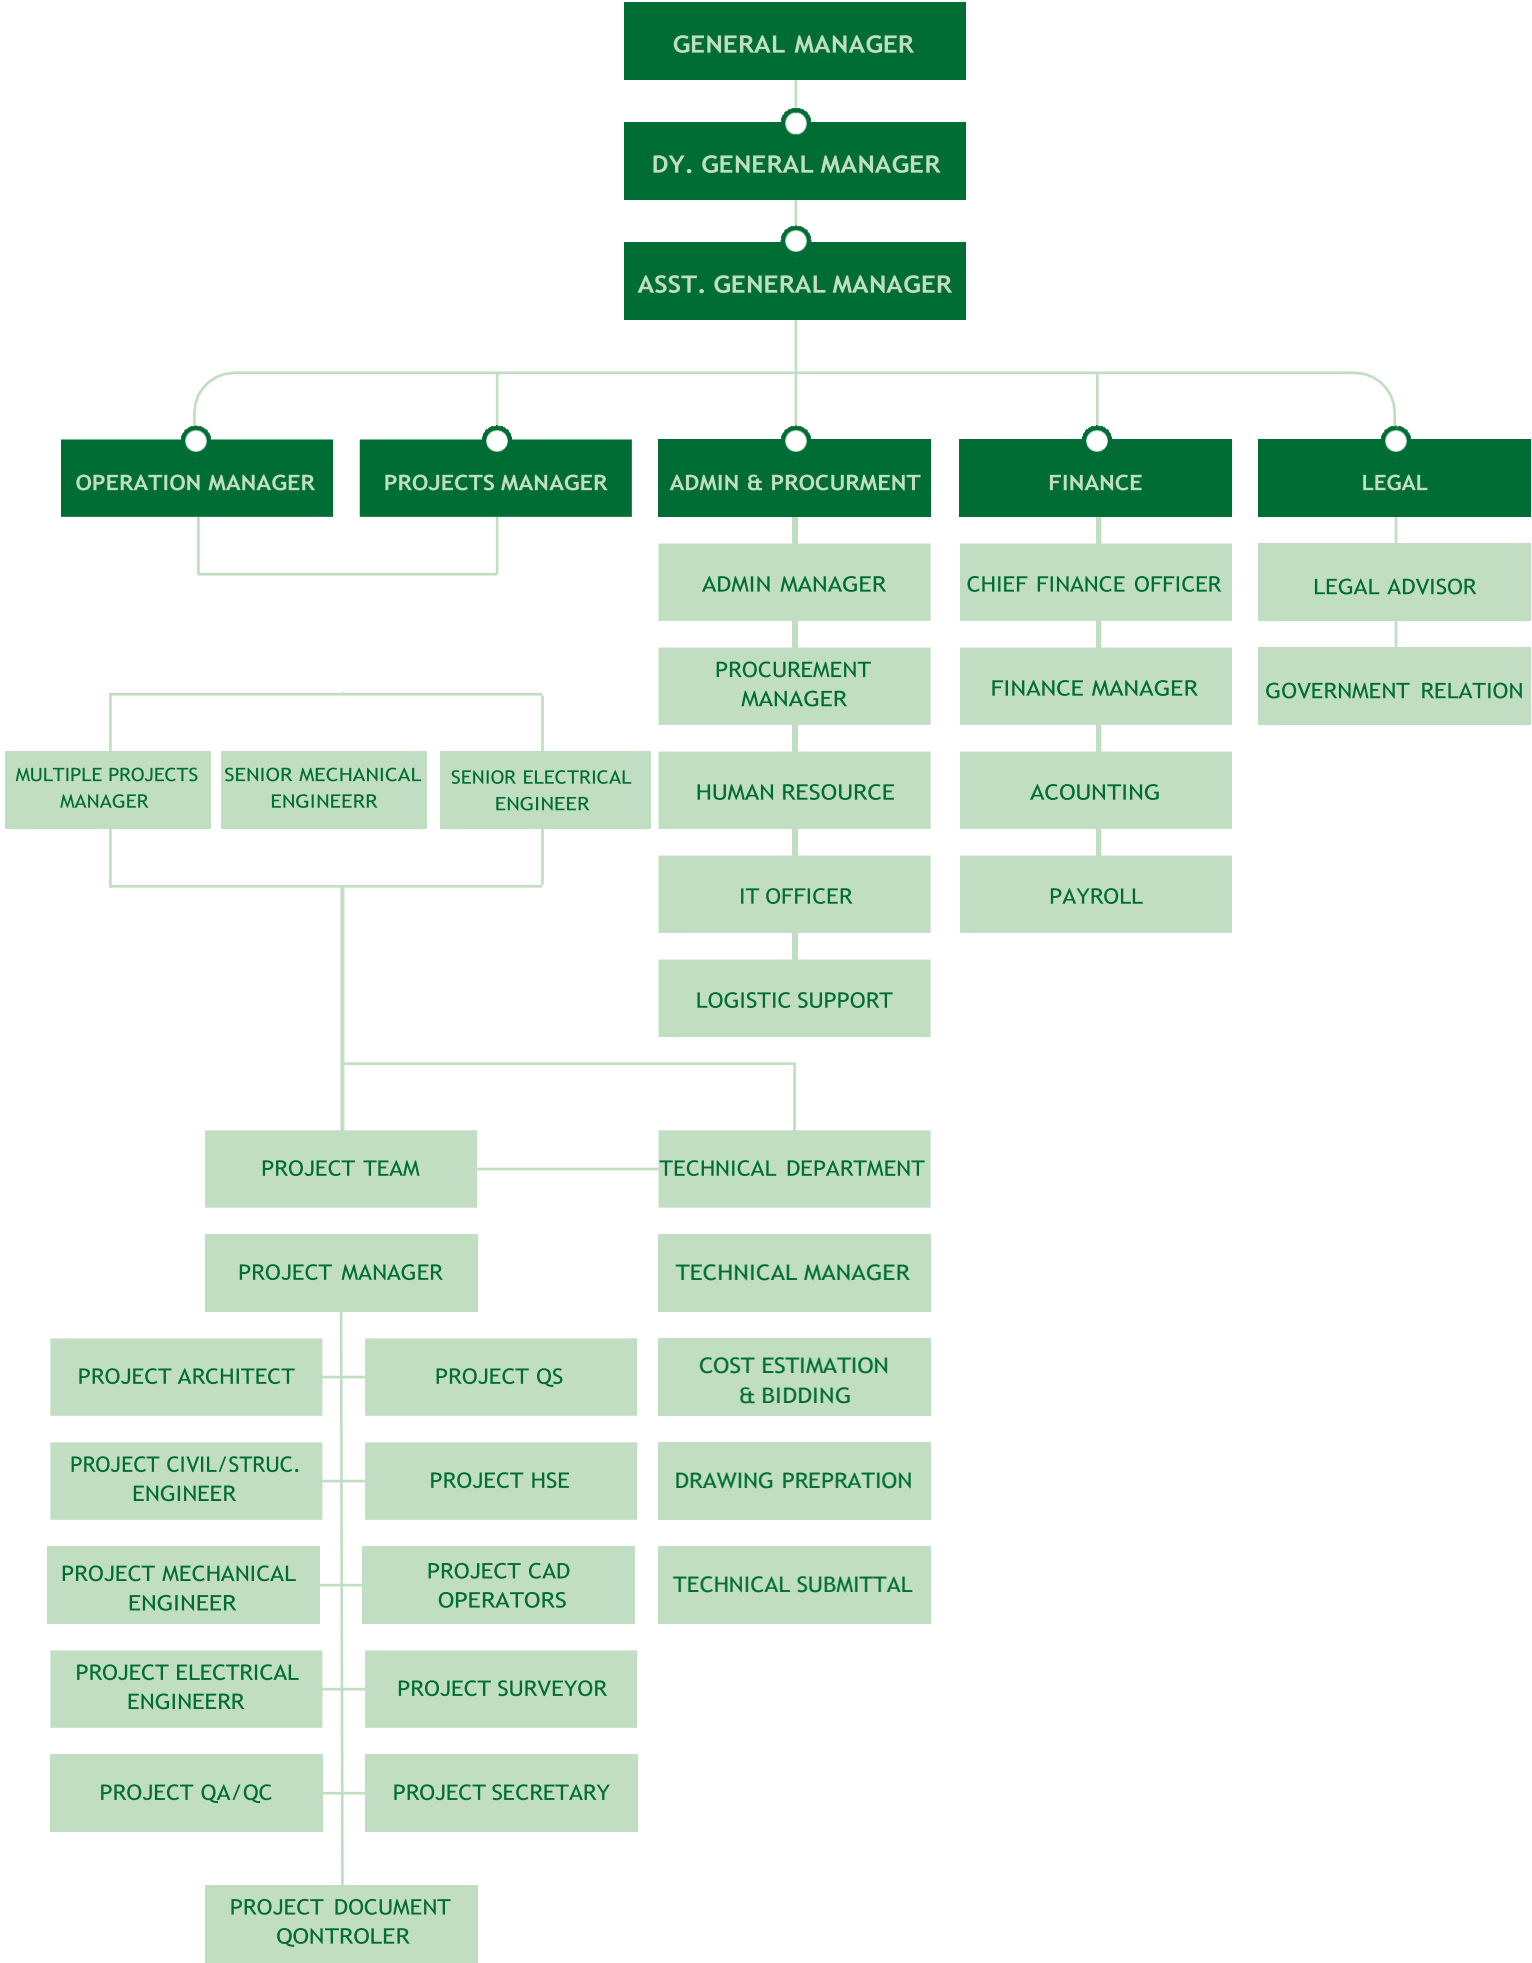 GENERAL MANAGER
DY. GENERAL MANAGER
ASST. GENERAL MANAGER
OPERATION MANAGER
PROJECTS MANAGER
ADMIN & PROCURMENT
FINANCE
LEGAL
ADMIN MANAGER
CHIEF FINANCE OFFICER
LEGAL ADVISOR
PROCUREMENT
MANAGER
FINANCE MANAGER
GOVERNMENT RELATION
MULTIPLE PROJECTS
MANAGER
SENIOR MECHANICAL
ENGINEERR
SENIOR ELECTRICAL
ENGINEER
HUMAN RESOURCE
ACOUNTING
IT OFFICER
PAYROLL
LOGISTIC SUPPORT
PROJECT TEAM
TECHNICAL DEPARTMENT
PROJECT MANAGER
TECHNICAL MANAGER
PROJECT ARCHITECT
PROJECT QS
COST ESTIMATION
& BIDDING
PROJECT CIVIL/STRUC.
ENGINEER
PROJECT HSE
DRAWING PREPRATION
PROJECT MECHANICAL
ENGINEER
PROJECT CAD
OPERATORS
TECHNICAL SUBMITTAL
PROJECT ELECTRICAL
ENGINEERR
PROJECT SURVEYOR
PROJECT QA/QC
PROJECT SECRETARY
PROJECT DOCUMENT
QONTROLER